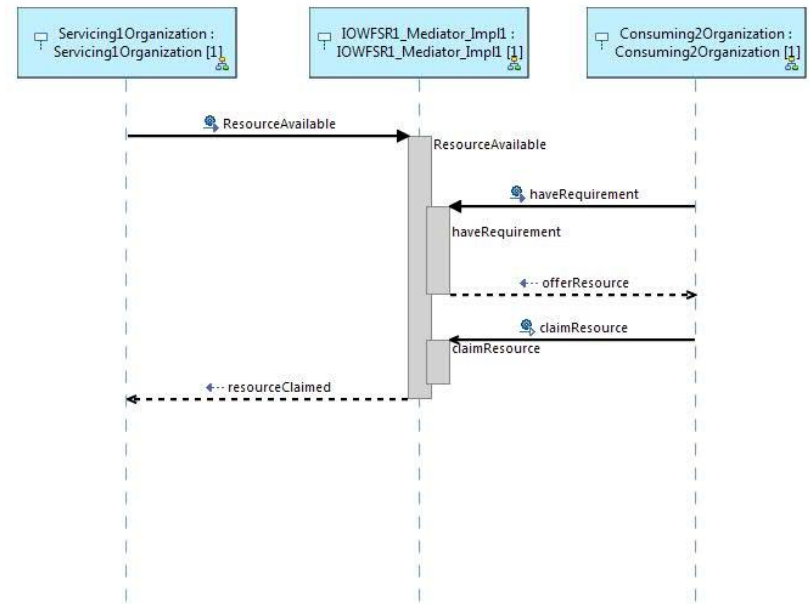 Servicing1Organization :
Servicing1Organization [1]
IOWFSR1_Mediator_Impl1 :
IOWFSR1_Mediator_Impl1 [1]
Consuming2Organization :
Consuming2Organization [1]
ResourceAvailable
ResourceAvailable
haveRequirement
haveRequirement
offerResource
claimResource
claimResource
resourceClaimed